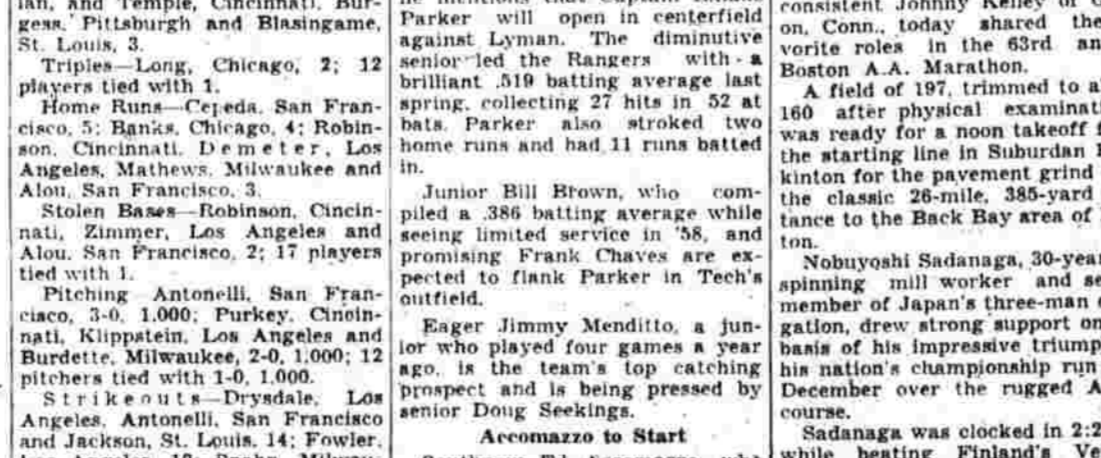 ian, and Temple, Cincinnati, Bur-
gess, Pittsburgh and Blasingame,
St. Louis, 3.
Triples—Long, Chicago, 2; 12
players tied with 1.
Home Runs—Cepeda, San Fran-
cisco, 5; Banks, Chicago, 4; Robin-
son, Cincinnati, Demeter, Los
Angeles, Mathews, Milwaukee and
Alou, San Francisco, 3.
Stolen Bases—Robinson, Cincin-
nati, Zimmer, Los Angeles and
Alou, San Francisco, 2; 17 players
tied with 1.
Pitching Antonelli, San Fran-
cisco, 3-0, 1.000; Purkey, Cincin-
nati, Klippstein, Los Angeles and
Burdette, Milwaukee, 2-0, 1.000; 12
pitchers tied with 1-0, 1.000.
Strikeouts—Drysdale, Los
Angeles, Antonelli, San Francisco
and Jackson, St. Louis, 14; Fowler,
Parker will open in centerfield
against Lyman. The diminutive
senior led the Rangers with a
brilliant .519 batting average last
spring, collecting 27 hits in 52 at
bats. Parker also stroked two
home runs and had 11 runs batted
in.
Junior Bill Brown, who com-
piled a .386 batting average while
seeing limited service in '58, and
promising Frank Chaves are ex-
pected to flank Parker in Tech's
outfield.
Eager Jimmy Menditto, a jun-
ior who played four games a year
ago, is the team's top catching
prospect and is being pressed by
senior Doug Seekings.
Accomazzo to Start
consistent Johnny Kelley of
on, Conn., today shared the
vorite roles in the 63rd an
Boston A.A. Marathon.
A field of 197, trimmed to a
160 after physical examinati
was ready for a noon takeoff f
the starting line in Suburdan
kinton for the pavement grind
the classic 26-mile, 385-yard
tance to the Back Bay area of
ton.
Nobuyoshi Sadanaga, 30-year
spinning mill worker and se
member of Japan's three-man
gation, drew strong support on
basis of his impressive triump
his nation's championship run
December over the rugged A
course.
Sadanaga was clocked in 2:2
while beating Finland's Ve